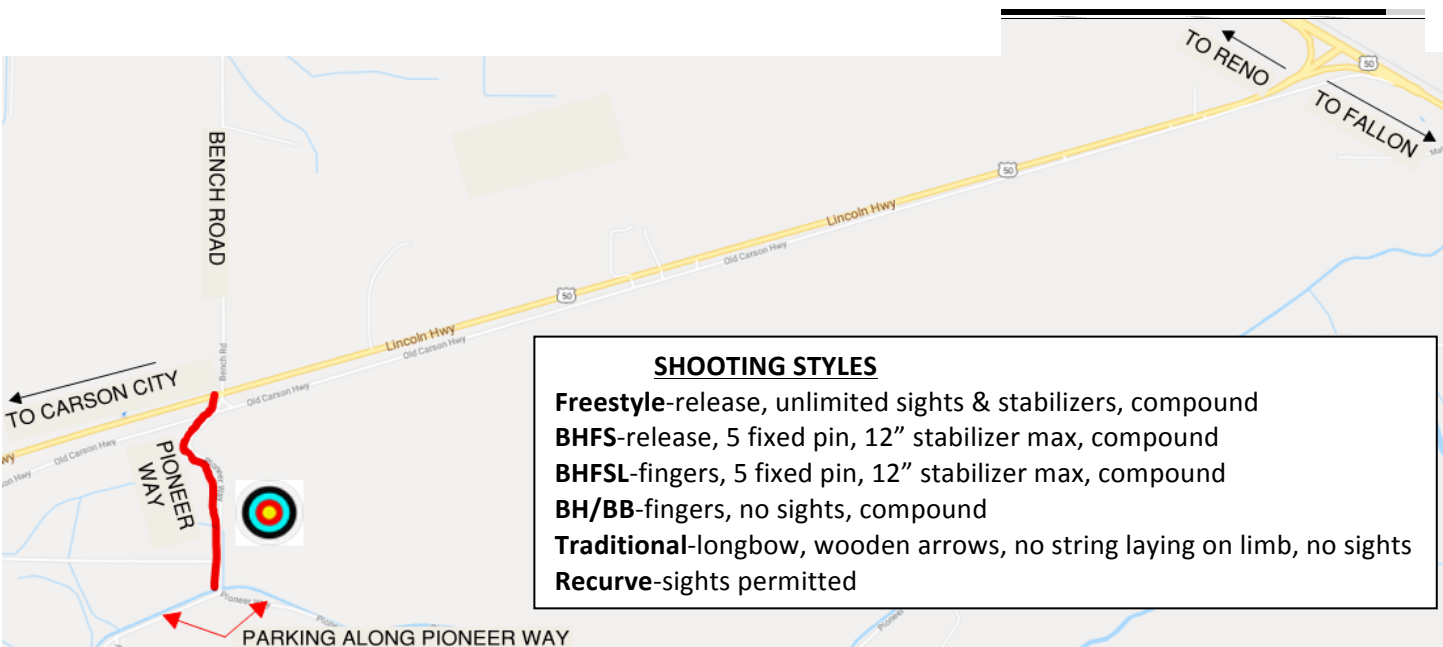 TO RENO
50
TO FALLON
BENCH ROAD
50
Lincoln Hwy
Old Carson Hwy
50
Lincoln Hwy
Old Carson Hwy
Bench Rd
TO CARSON CITY
Old Carson Hwy
Old Carson Hwy
PIONEER
WAY
Pioneer Way
Pioneer Way
PARKING ALONG PIONEER WAY
SHOOTING STYLES
Freestyle-release, unlimited sights & stabilizers, compound
BHFS-release, 5 fixed pin, 12” stabilizer max, compound
BHFSL-fingers, 5 fixed pin, 12” stabilizer max, compound
BH/BB-fingers, no sights, compound
Traditional-longbow, wooden arrows, no string laying on limb, no sights
Recurve-sights permitted